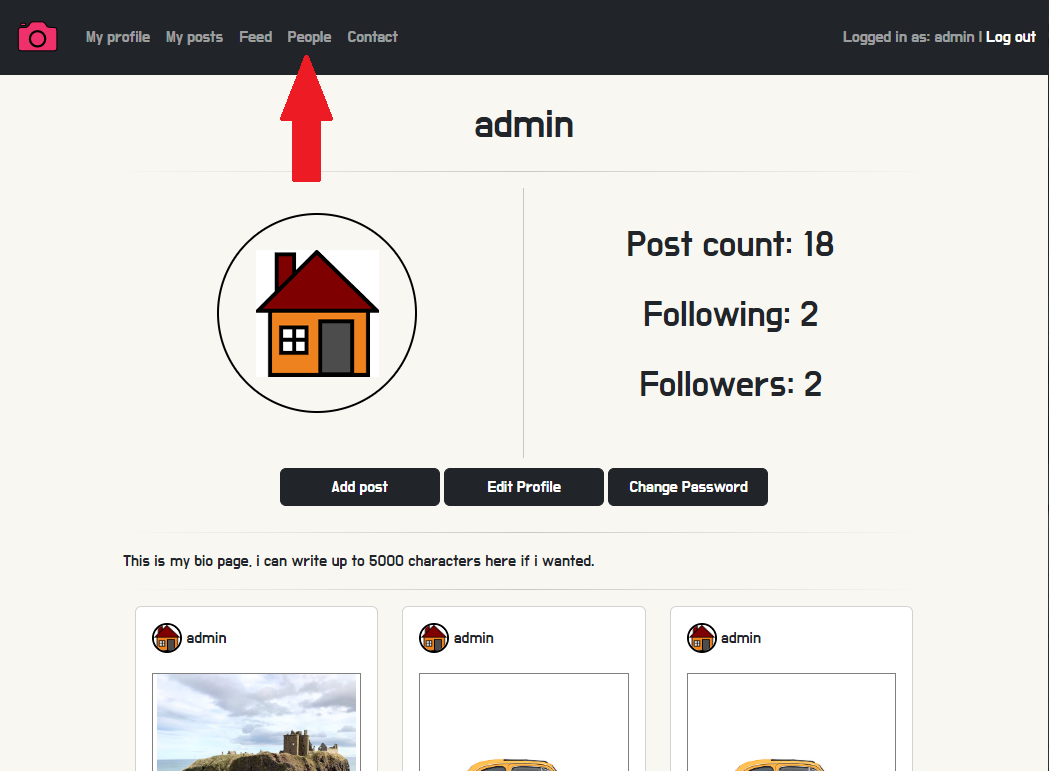 My profile My posts Feed People Contact Logged in as: admin | Log out
admin
Post count: 18
Following: 2
Followers: 2
Add post Edit Profile Change Password
This is my bio page, i can write up to 5000 characters here if i wanted.
admin admin admin